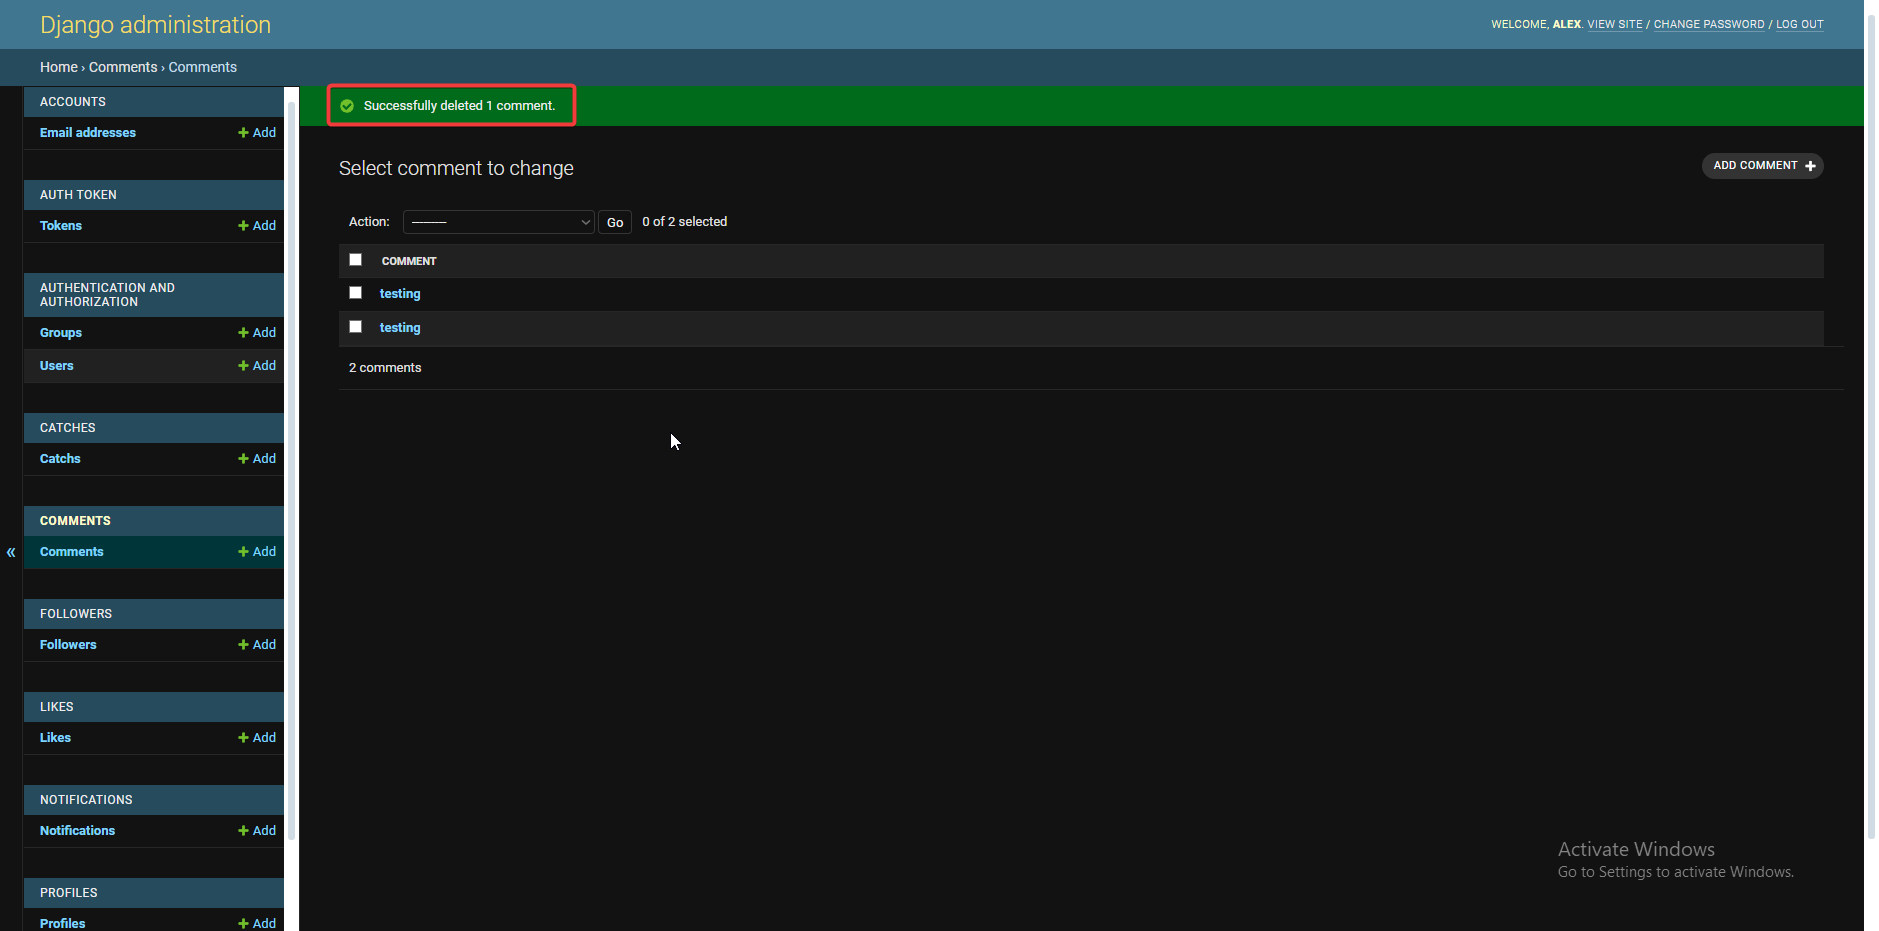 Django administration
WELCOME, ALEX. VIEW SITE / CHANGE PASSWORD / LOG OUT
Home › Comments › Comments
ACCOUNTS
Email addresses + Add
AUTH TOKEN
Tokens + Add
AUTHENTICATION AND
AUTHORIZATION
Groups + Add
Users + Add
CATCHES
Catchs + Add
COMMENTS
Comments + Add
«
FOLLOWERS
Followers + Add
LIKES
Likes + Add
NOTIFICATIONS
Notifications + Add
PROFILES
Profiles + Add
Successfully deleted 1 comment.
Select comment to change
ADD COMMENT +
Action: --------- Go 0 of 2 selected
COMMENT
testing
testing
2 comments
Activate Windows
Go to Settings to activate Windows.